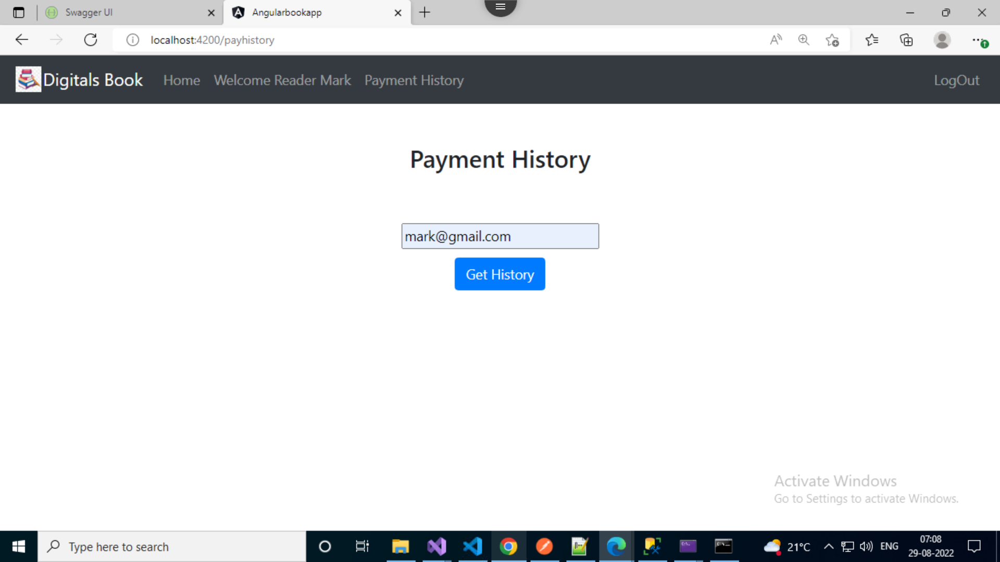 Swagger UI
Angularbookapp
localhost:4200/payhistory
Digitals Book
Home
Welcome Reader Mark
Payment History
LogOut
Payment History
mark@gmail.com
Get History
Activate Windows
Go to Settings to activate Windows.
Type here to search
21°C
ENG
07:08
29-08-2022